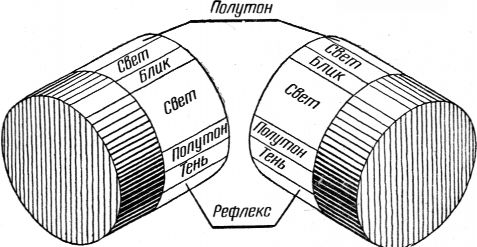 Полутон
Свет
Блик
Свет
Полутон
Тень
Свет
Блик
Свет
Полутон
Тень
Рефлекс